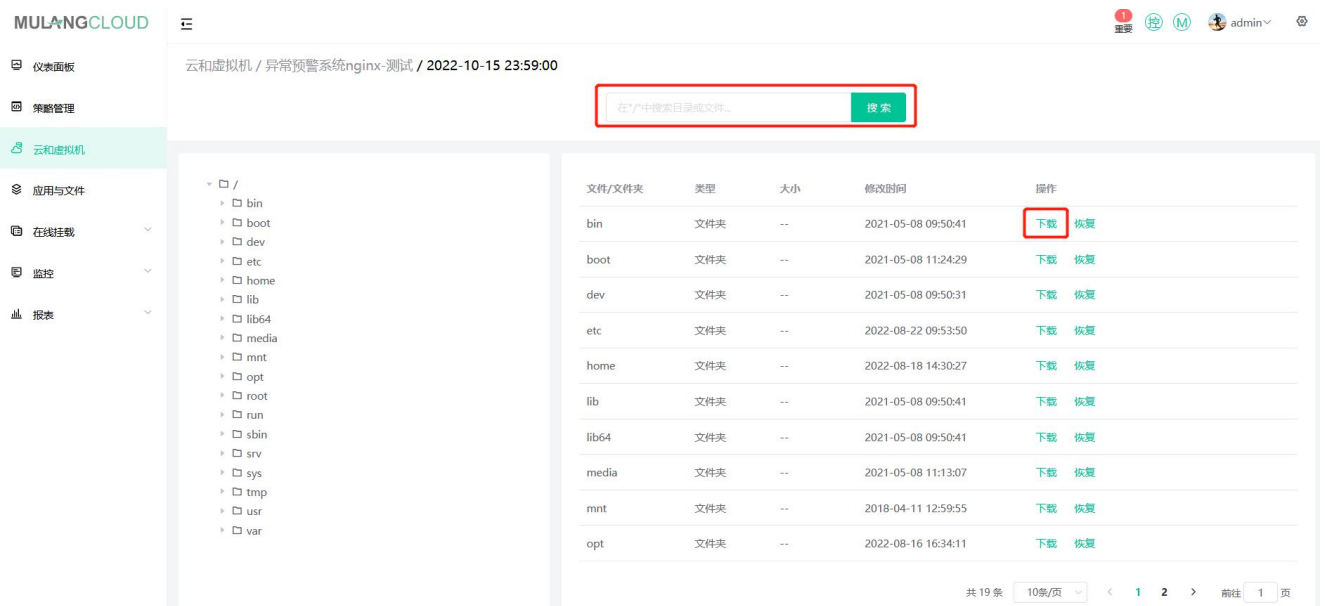 MULANGCLOUD
1
重要
控
M
admin
仪表面板
策略管理
云和虚拟机
应用与文件
在线挂载
监控
报表
云和虚拟机 / 异常预警系统nginx-测试 / 2022-10-15 23:59:00
在"/"中搜索目录或文件... 搜索
/
bin
boot
dev
etc
home
lib
lib64
media
mnt
opt
root
run
sbin
srv
sys
tmp
usr
var
文件/文件夹 类型 大小 修改时间 操作
bin 文件夹 -- 2021-05-08 09:50:41 下载 恢复
boot 文件夹 -- 2021-05-08 11:24:29 下载 恢复
dev 文件夹 -- 2021-05-08 09:50:31 下载 恢复
etc 文件夹 -- 2022-08-22 09:53:50 下载 恢复
home 文件夹 -- 2022-08-18 14:30:27 下载 恢复
lib 文件夹 -- 2021-05-08 09:50:41 下载 恢复
lib64 文件夹 -- 2021-05-08 09:50:41 下载 恢复
media 文件夹 -- 2021-05-08 11:13:07 下载 恢复
mnt 文件夹 -- 2018-04-11 12:59:55 下载 恢复
opt 文件夹 -- 2022-08-16 16:34:11 下载 恢复
共 19 条 10条/页 < 1 2 > 前往 1 页